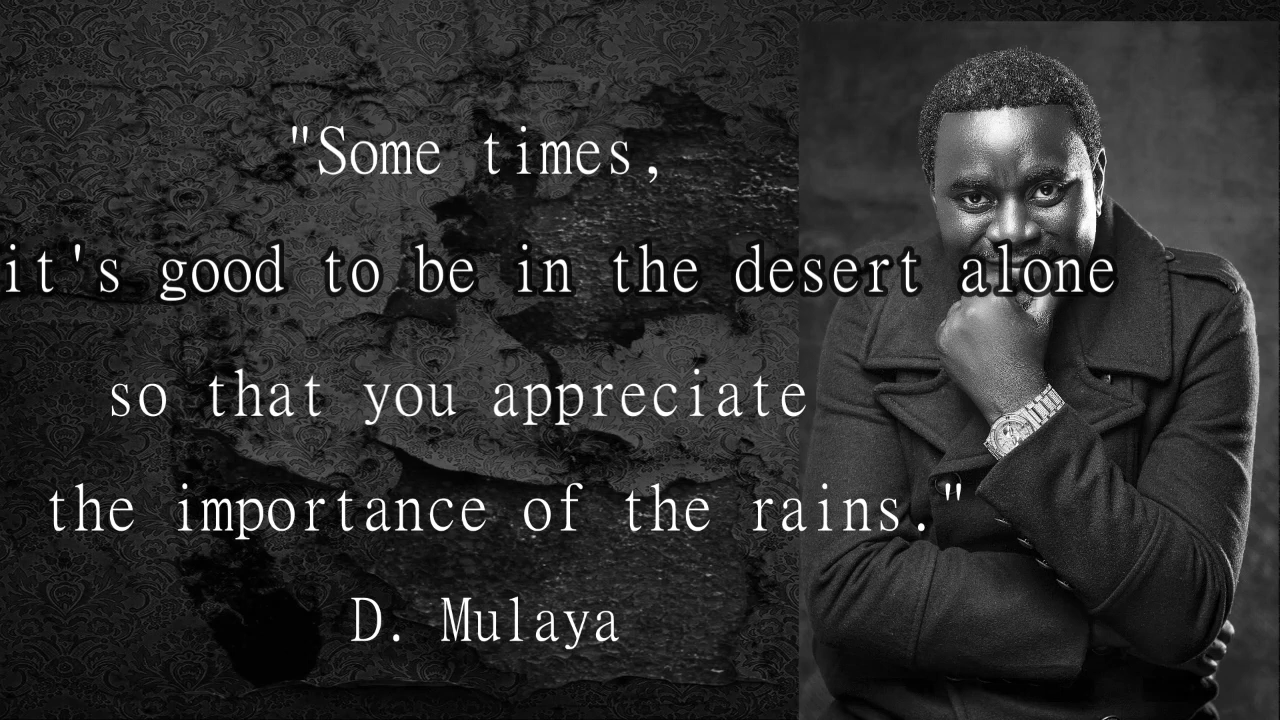 "Some times,
it's good to be in the desert alone
so that you appreciate
the importance of the rains."
D. Mulaya